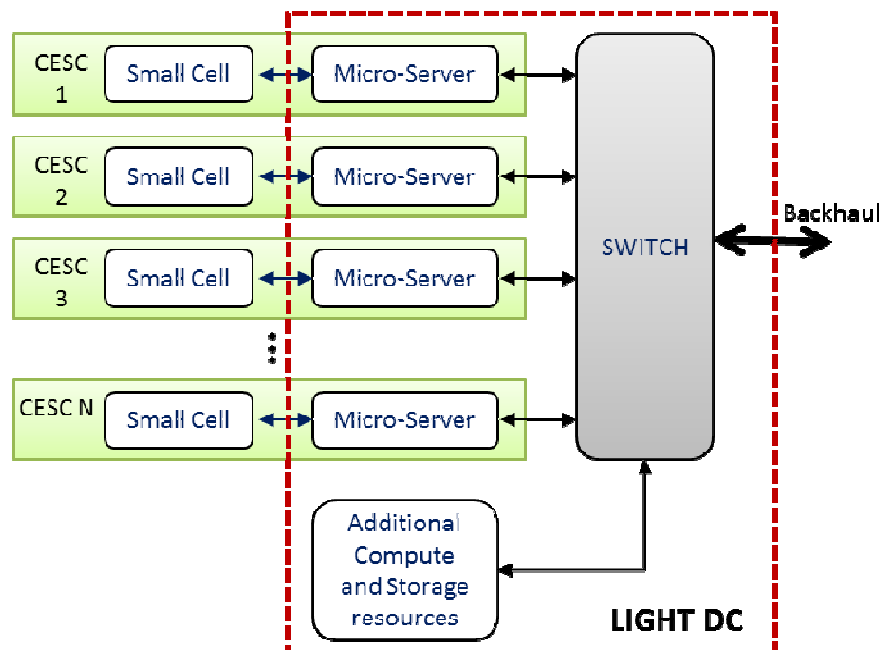 CESC
1
Small Cell
Micro-Server
CESC
2
Small Cell
Micro-Server
Backhaul
CESC
3
Small Cell
Micro-Server
SWITCH
CESC N
Small Cell
Micro-Server
Additional
Compute
and Storage
resources
LIGHT DC